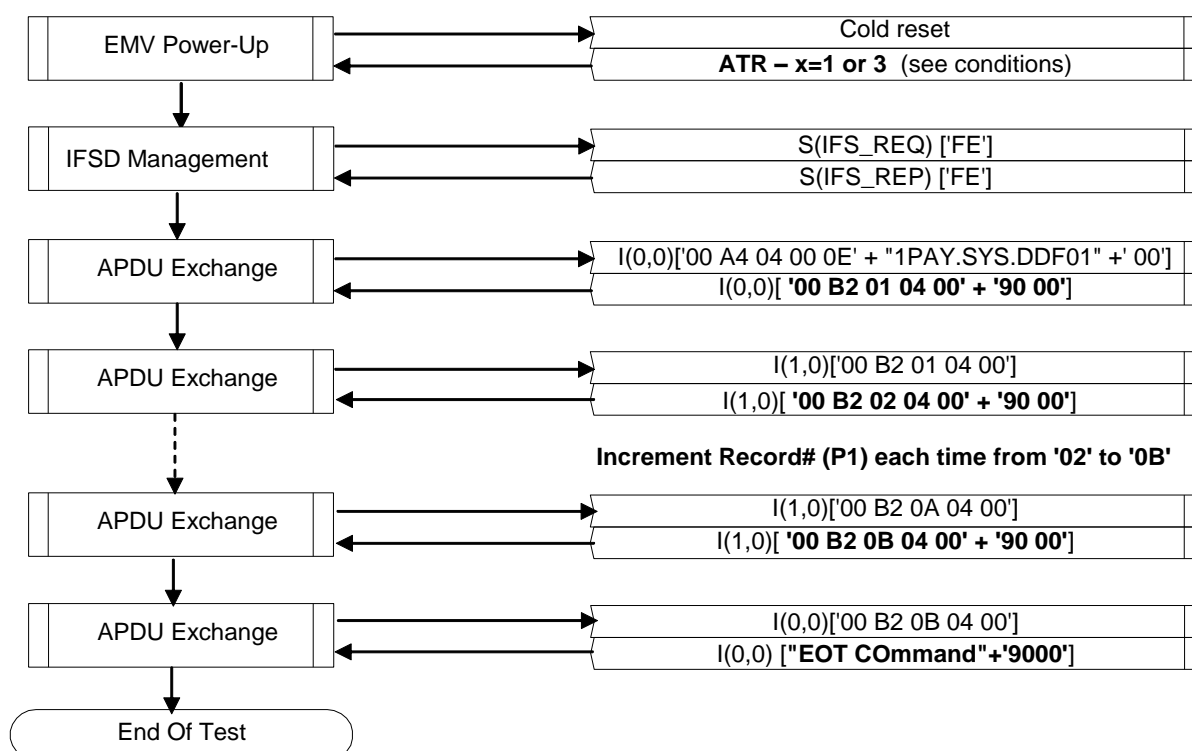 EMV Power-Up
Cold reset
ATR – x=1 or 3 (see conditions)
IFSD Management
S(IFS_REQ) ['FE']
S(IFS_REP) ['FE']
APDU Exchange
I(0,0)['00 A4 04 00 0E' + "1PAY.SYS.DDF01" +' 00']
I(0,0)[ '00 B2 01 04 00' + '90 00']
APDU Exchange
I(1,0)['00 B2 01 04 00']
I(1,0)[ '00 B2 02 04 00' + '90 00']
Increment Record# (P1) each time from '02' to '0B'
APDU Exchange
I(1,0)['00 B2 0A 04 00']
I(1,0)[ '00 B2 0B 04 00' + '90 00']
APDU Exchange
I(0,0)['00 B2 0B 04 00']
I(0,0) ["EOT COmmand"+'9000']
End Of Test